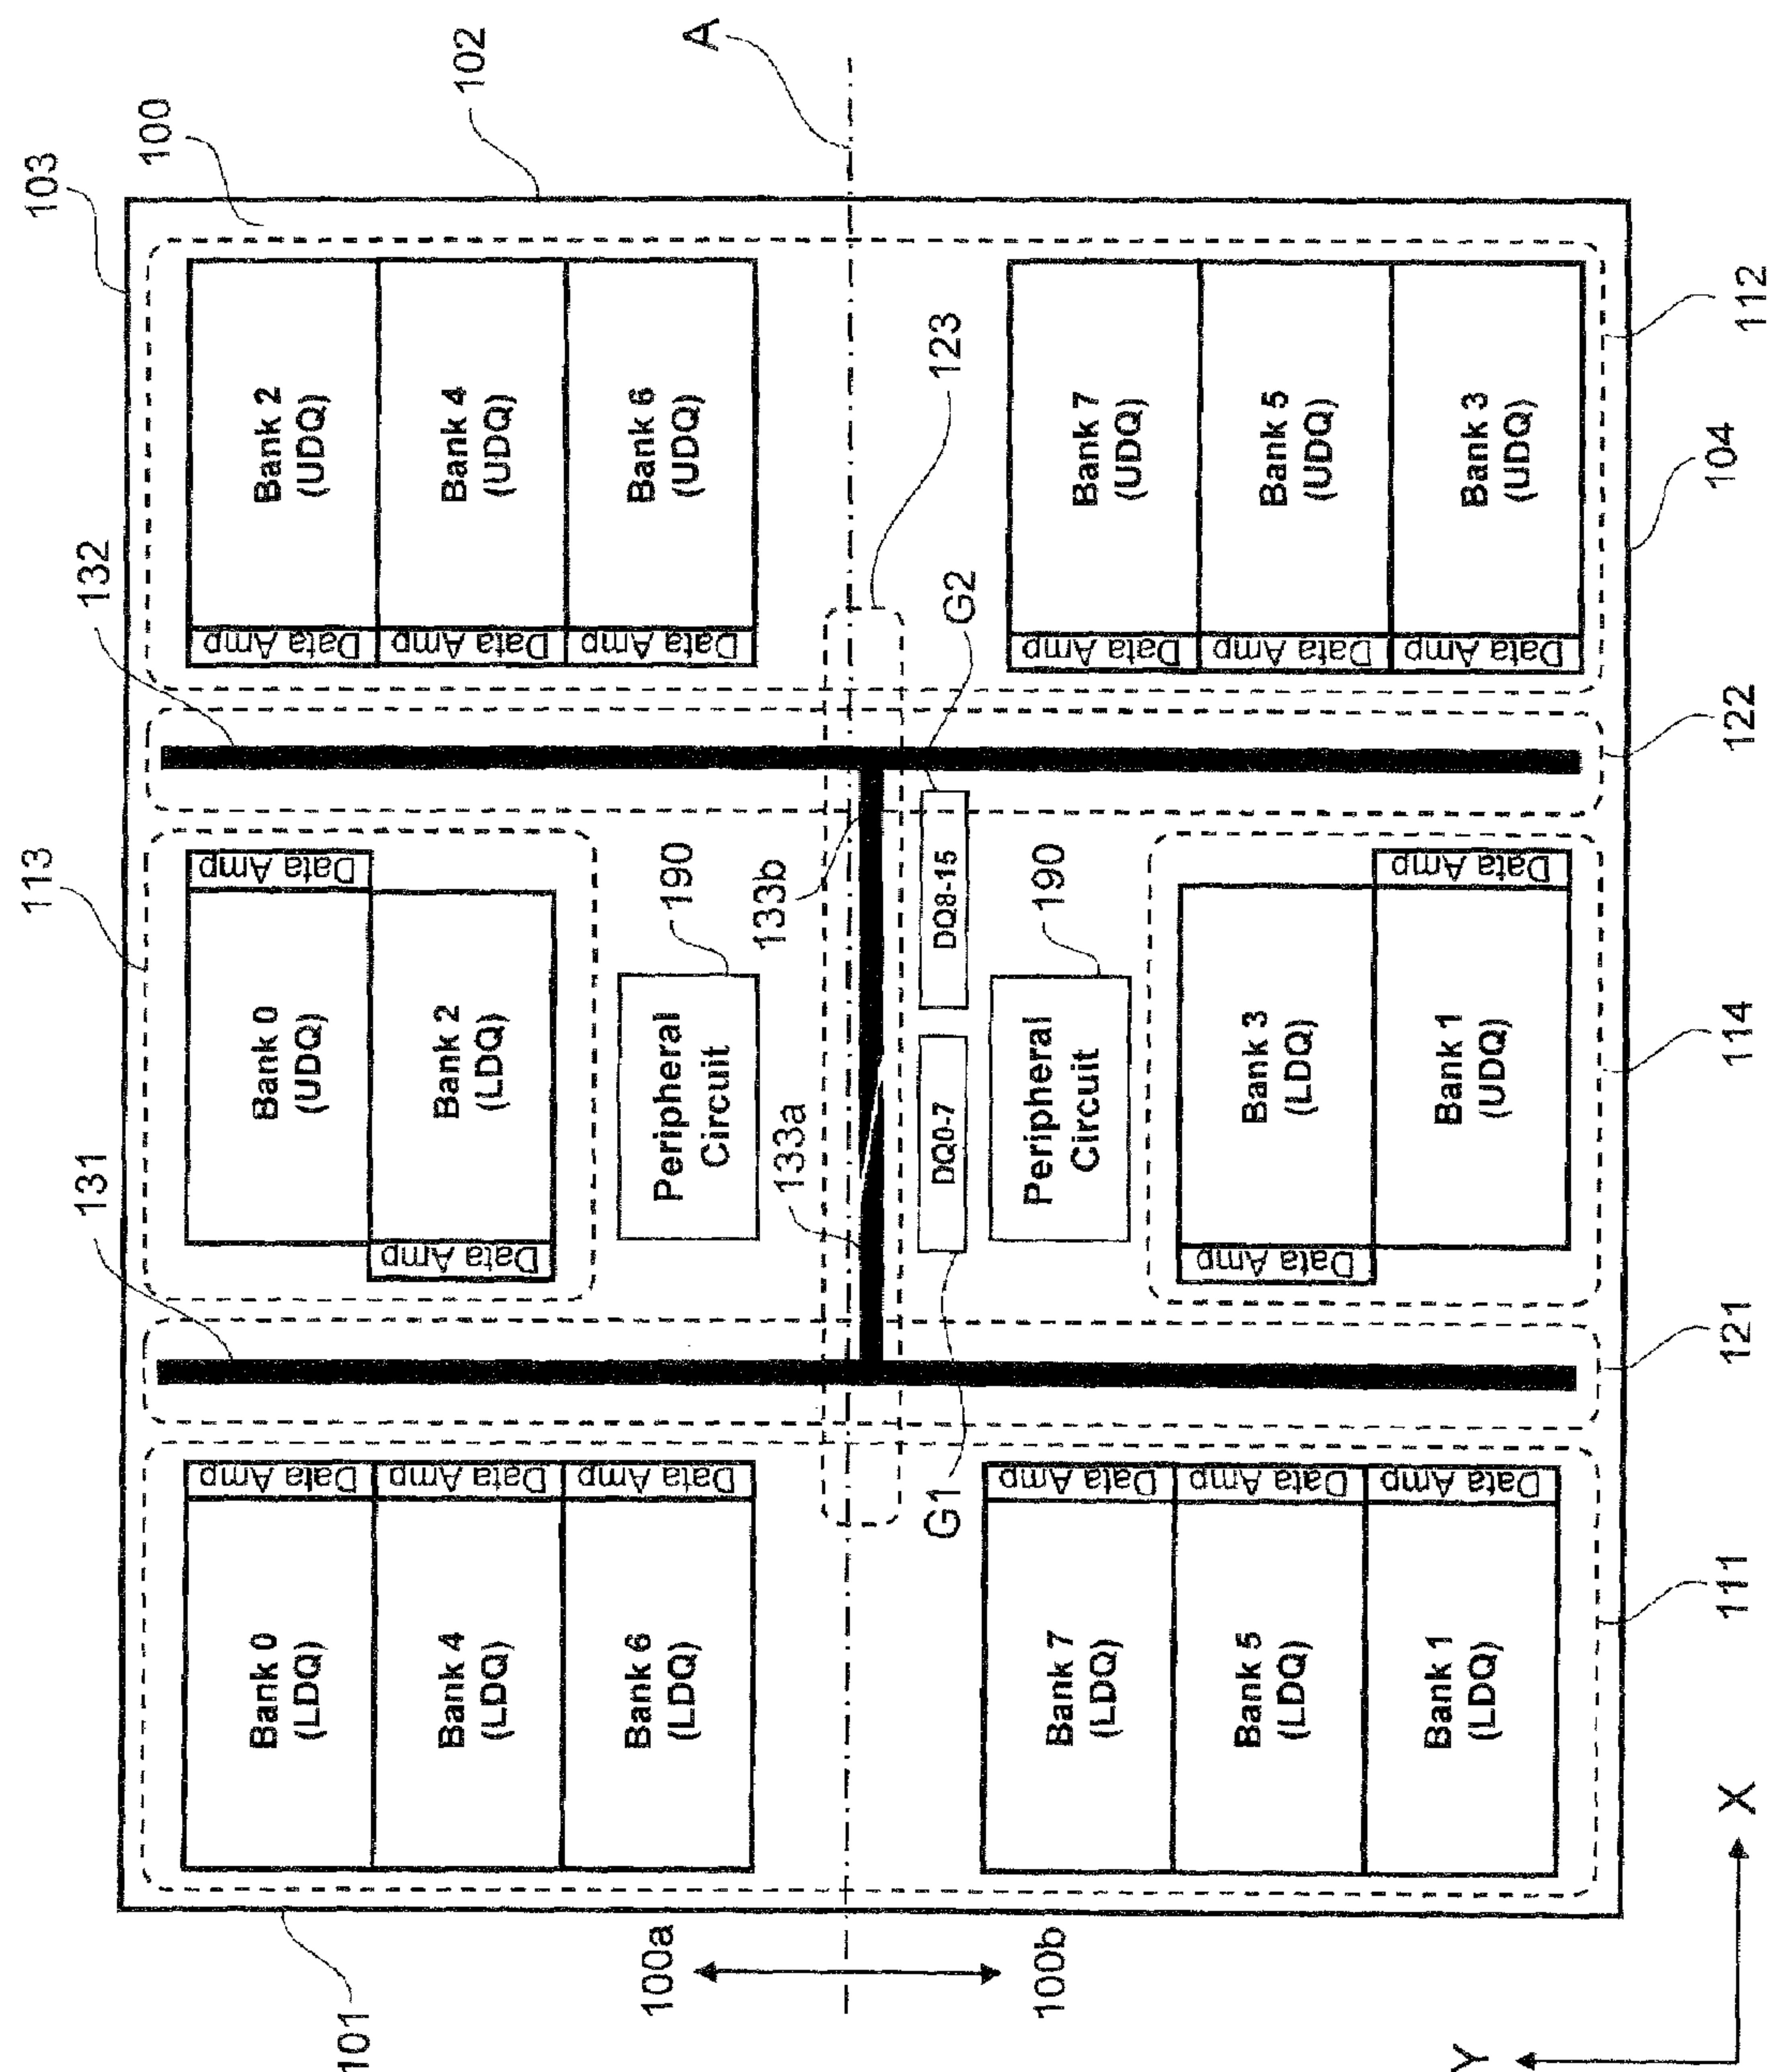 101
131
113
132
103
100
102
A
Bank 0
(LDQ)
Data Amp
Bank 0
(UDQ)
Data Amp
Data Amp
Bank 2
(UDQ)
Bank 4
(LDQ)
Data Amp
Data Amp
Bank 2
(LDQ)
Data Amp
Bank 4
(UDQ)
Bank 6
(LDQ)
Data Amp
Peripheral
Circuit
190
Data Amp
Bank 6
(UDQ)
100a
133a
133b
123
G1
DQ0-7
DQ8-15
G2
100b
Bank 7
(LDQ)
Data Amp
Peripheral
Circuit
190
Data Amp
Bank 7
(UDQ)
Bank 5
(LDQ)
Data Amp
Data Amp
Bank 3
(LDQ)
Data Amp
Bank 5
(UDQ)
Bank 1
(LDQ)
Data Amp
Bank 1
(UDQ)
Data Amp
Data Amp
Bank 3
(UDQ)
Y
X
111
121
114
122
104
112